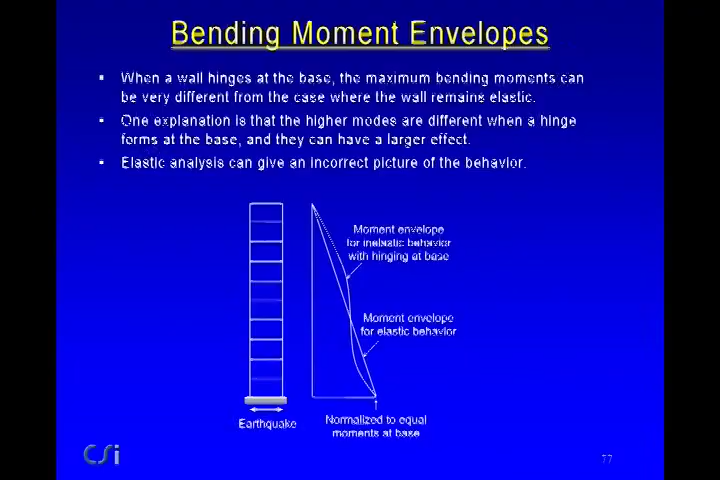 Bending Moment Envelopes
▪ When a wall hinges at the base, the maximum bending moments can
be very different from the case where the wall remains elastic.
▪ One explanation is that the higher modes are different when a hinge
forms at the base, and they can have a larger effect.
▪ Elastic analysis can give an incorrect picture of the behavior.
Moment envelope
for inelastic behavior
with hinging at base
Moment envelope
for elastic behavior
Earthquake
Normalized to equal
moments at base
CSi
77